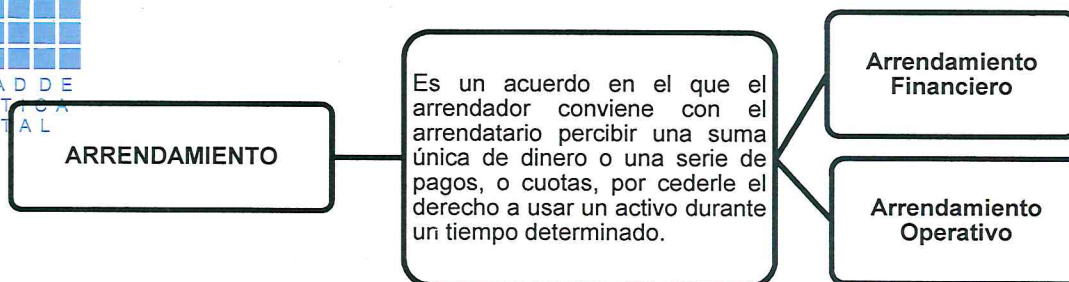 A D D E
T I C A
T A L
ARRENDAMIENTO
Es un acuerdo en el que el
arrendador conviene con el
arrendatario percibir una suma
única de dinero o una serie de
pagos, o cuotas, por cederle el
derecho a usar un activo durante
un tiempo determinado.
Arrendamiento
Financiero
Arrendamiento
Operativo